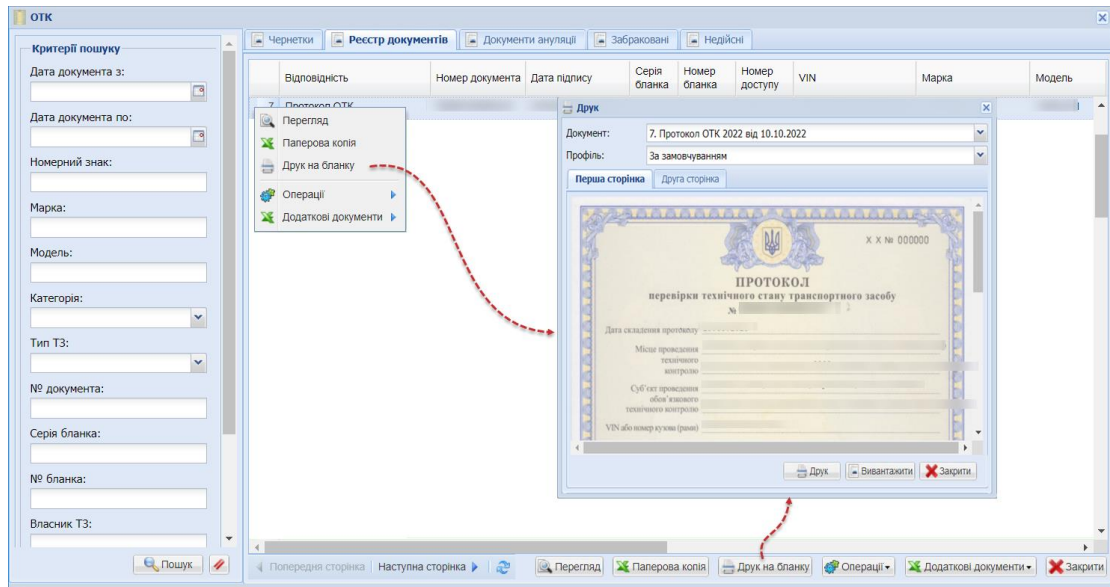 ОТК
Критерії пошуку
Дата документа з:
Дата документа по:
Номерний знак:
Марка:
Модель:
Категорія:
Тип ТЗ:
№ документа:
Серія бланка:
№ бланка:
Власник ТЗ:
Пошук
Чернетки
Реєстр документів
Документи ануляції
Забраковані
Недійсні
Відповідність
Номер документа
Дата підпису
Серія бланка
Номер бланка
Номер доступу
VIN
Марка
Модель
7 Протокол ОТК
Перегляд
Паперова копія
Друк на бланку
Операції
Додаткові документи
Друк
Документ: 7. Протокол ОТК 2022 від 10.10.2022
Профіль: За замовчуванням
Перша сторінка
Друга сторінка
Х Х № 000000
ПРОТОКОЛ
перевірки технічного стану транспортного засобу
№
Дата складання протоколу
Місце проведення
технічного
контролю
Суб'єкт проведення
обов'язкового
технічного контролю
VIN або номер кузова (рами)
Друк
Вивантажити
Закрити
Попередня сторінка
Наступна сторінка
Перегляд
Паперова копія
Друк на бланку
Операції
Додаткові документи
Закрити